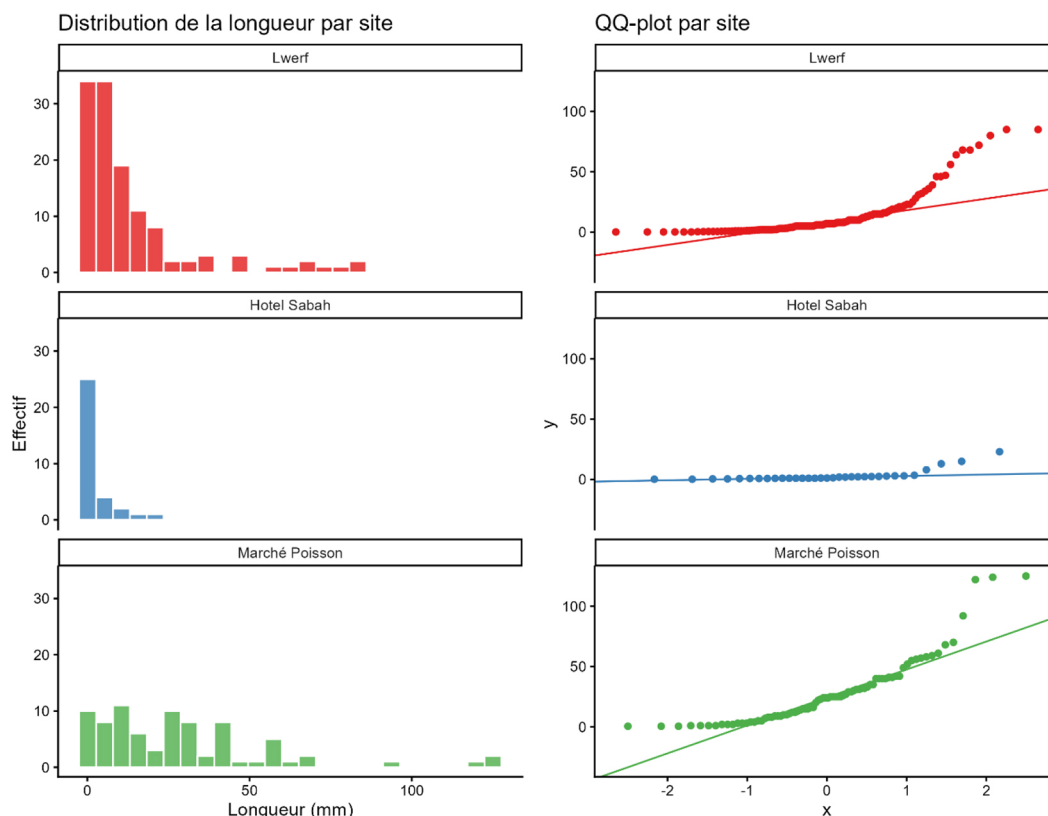 Distribution de la longueur par site
Lwerf
30
20
10
0
Hotel Sabah
30
20
10
0
Marché Poisson
30
20
10
0
0
50
100
Effectif
Longueur (mm)
QQ-plot par site
Lwerf
100
50
0
Hotel Sabah
100
50
0
Marché Poisson
100
50
0
-2
-1
0
1
2
y
x